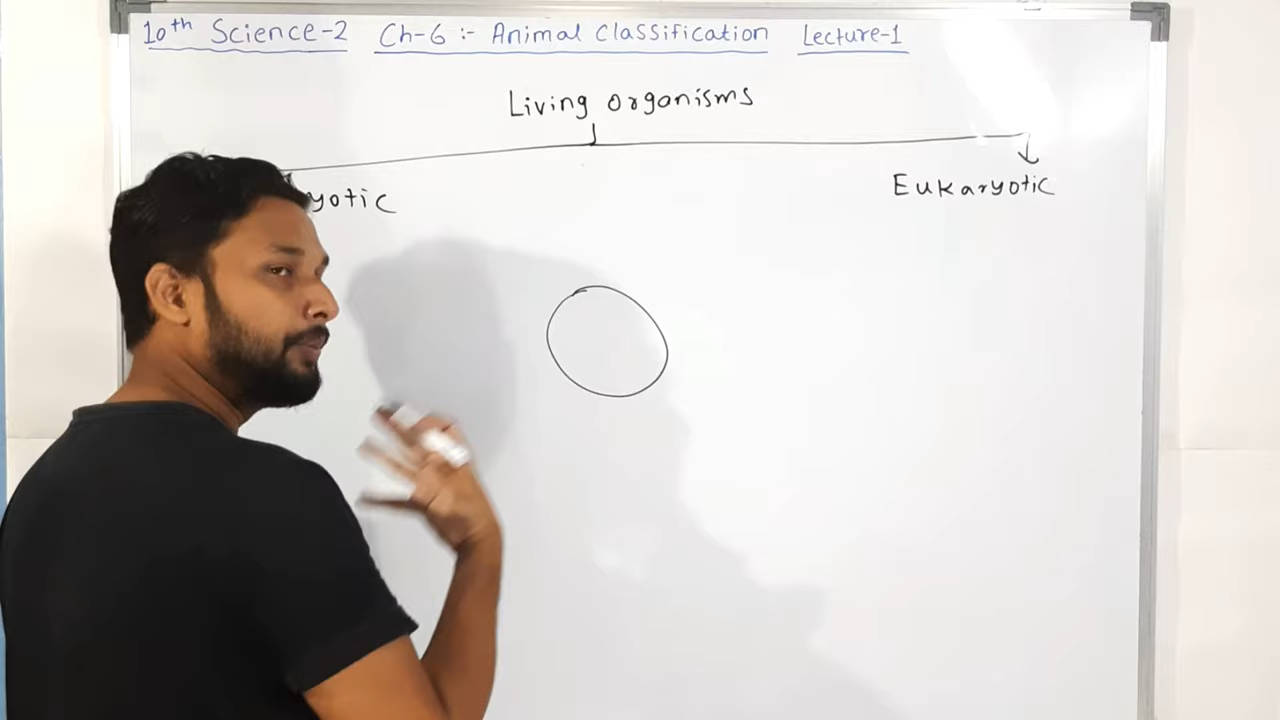 10th Science-2 Ch-6 :- Animal Classification Lecture-1
Living organisms
yotic Eukaryotic